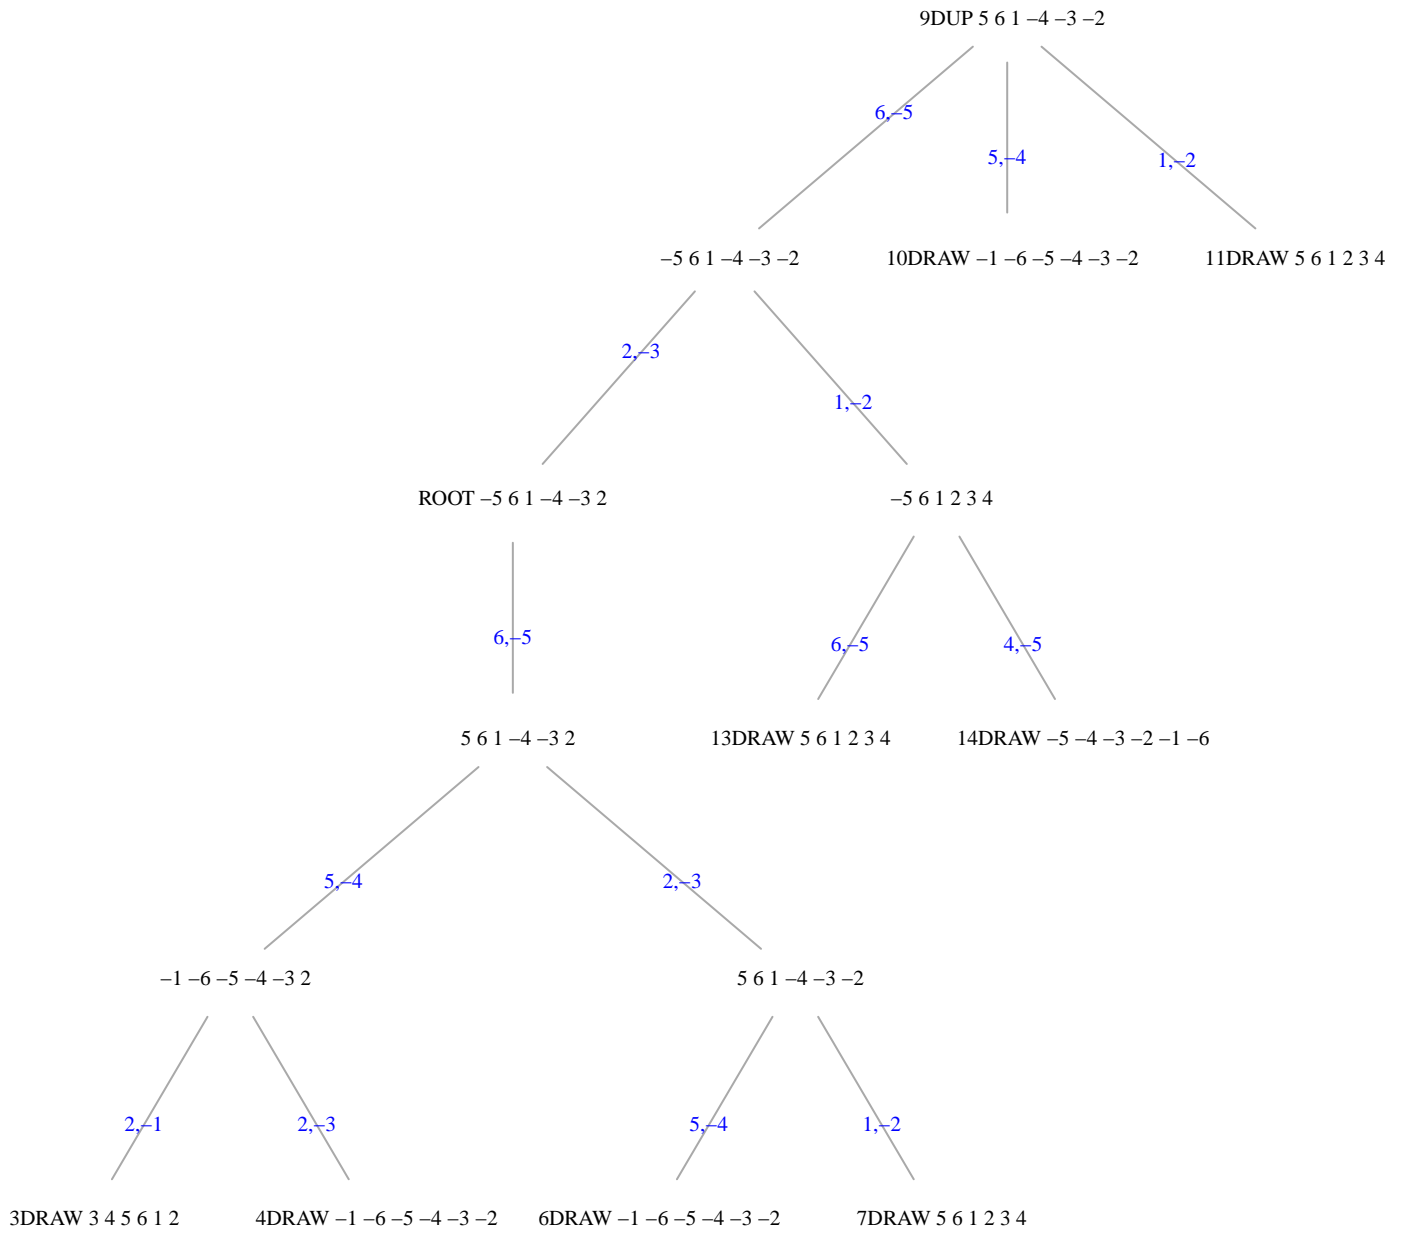 9DUP 5 6 1 –4 –3 –2
6,–5
5,–4
1,–2
–5 6 1 –4 –3 –2
10DRAW –1 –6 –5 –4 –3 –2
11DRAW 5 6 1 2 3 4
2,–3
1,–2
ROOT –5 6 1 –4 –3 2
–5 6 1 2 3 4
6,–5
6,–5
4,–5
5 6 1 –4 –3 2
13DRAW 5 6 1 2 3 4
14DRAW –5 –4 –3 –2 –1 –6
5,–4
2,–3
–1 –6 –5 –4 –3 2
5 6 1 –4 –3 –2
2,–1
2,–3
5,–4
1,–2
3DRAW 3 4 5 6 1 2
4DRAW –1 –6 –5 –4 –3 –2
6DRAW –1 –6 –5 –4 –3 –2
7DRAW 5 6 1 2 3 4